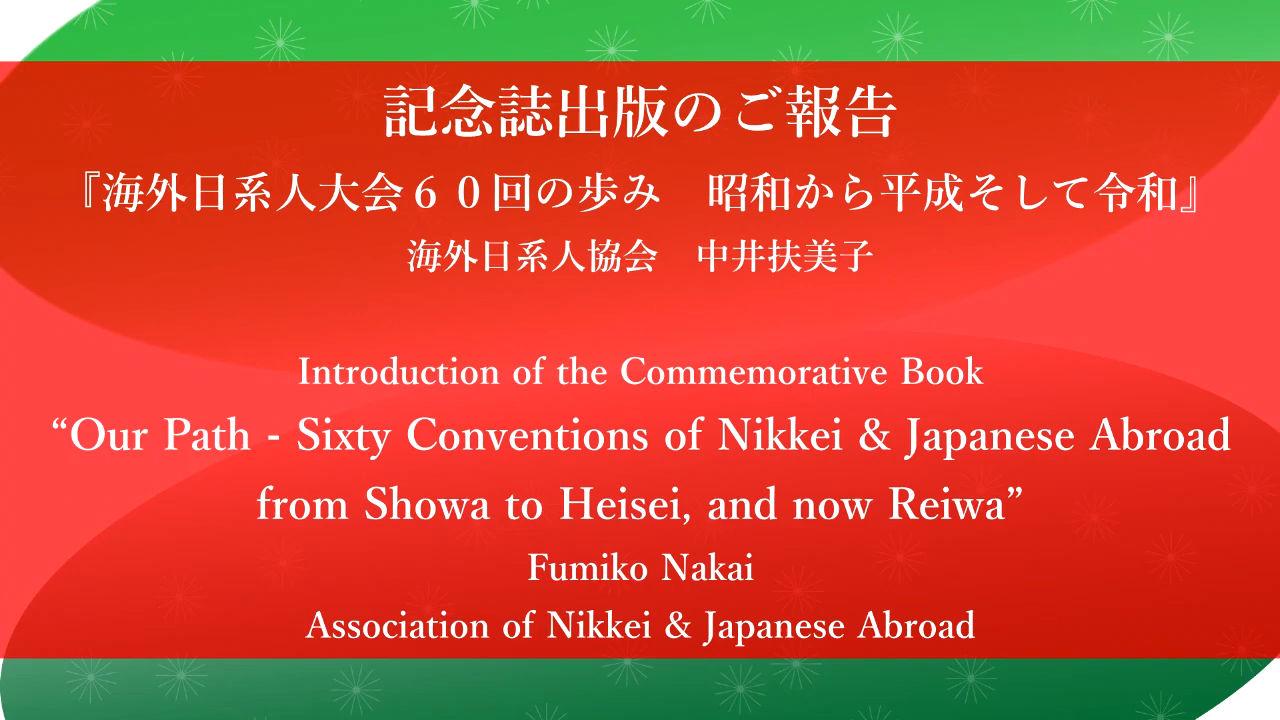 記念誌出版のご報告
『海外日系人大会６０回の歩み　昭和から平成そして令和』
海外日系人協会　中井扶美子
Introduction of the Commemorative Book
“Our Path - Sixty Conventions of Nikkei & Japanese Abroad
from Showa to Heisei, and now Reiwa”
Fumiko Nakai
Association of Nikkei & Japanese Abroad